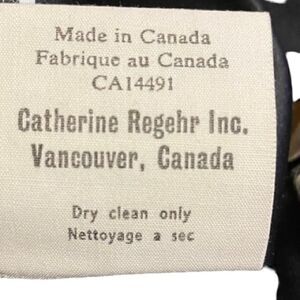 Made in Canada
Fabrique au Canada
CA14491
Catherine Regehr Inc.
Vancouver, Canada
Dry clean only
Nettoyage a sec